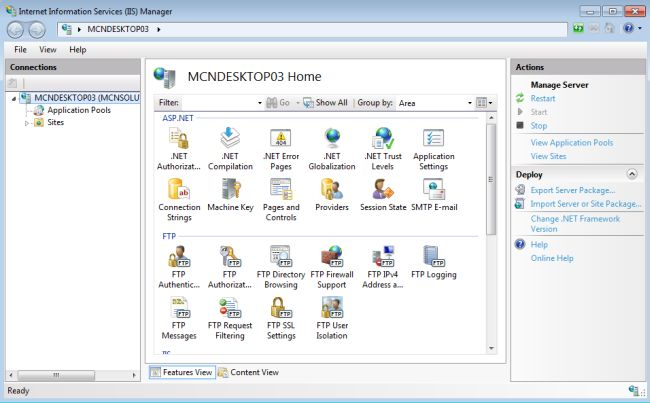 Internet Information Services (IIS) Manager
MCNDESKTOP03
File View Help
Connections
MCNDESKTOP03 (MCNSOLU
Application Pools
Sites
MCNDESKTOP03 Home
Filter: Go Show All Group by: Area
ASP.NET
.NET Authorizat... .NET Compilation .NET Error Pages .NET Globalization .NET Trust Levels Application Settings
Connection Strings Machine Key Pages and Controls Providers Session State SMTP E-mail
FTP
FTP Authentic... FTP Authorizat... FTP Directory Browsing FTP Firewall Support FTP IPv4 Address a... FTP Logging
FTP Messages FTP Request Filtering FTP SSL Settings FTP User Isolation
Features View Content View
Actions
Manage Server
Restart
Start
Stop
View Application Pools
View Sites
Deploy
Export Server Package...
Import Server or Site Package...
Change .NET Framework
Version
Help
Online Help
Ready